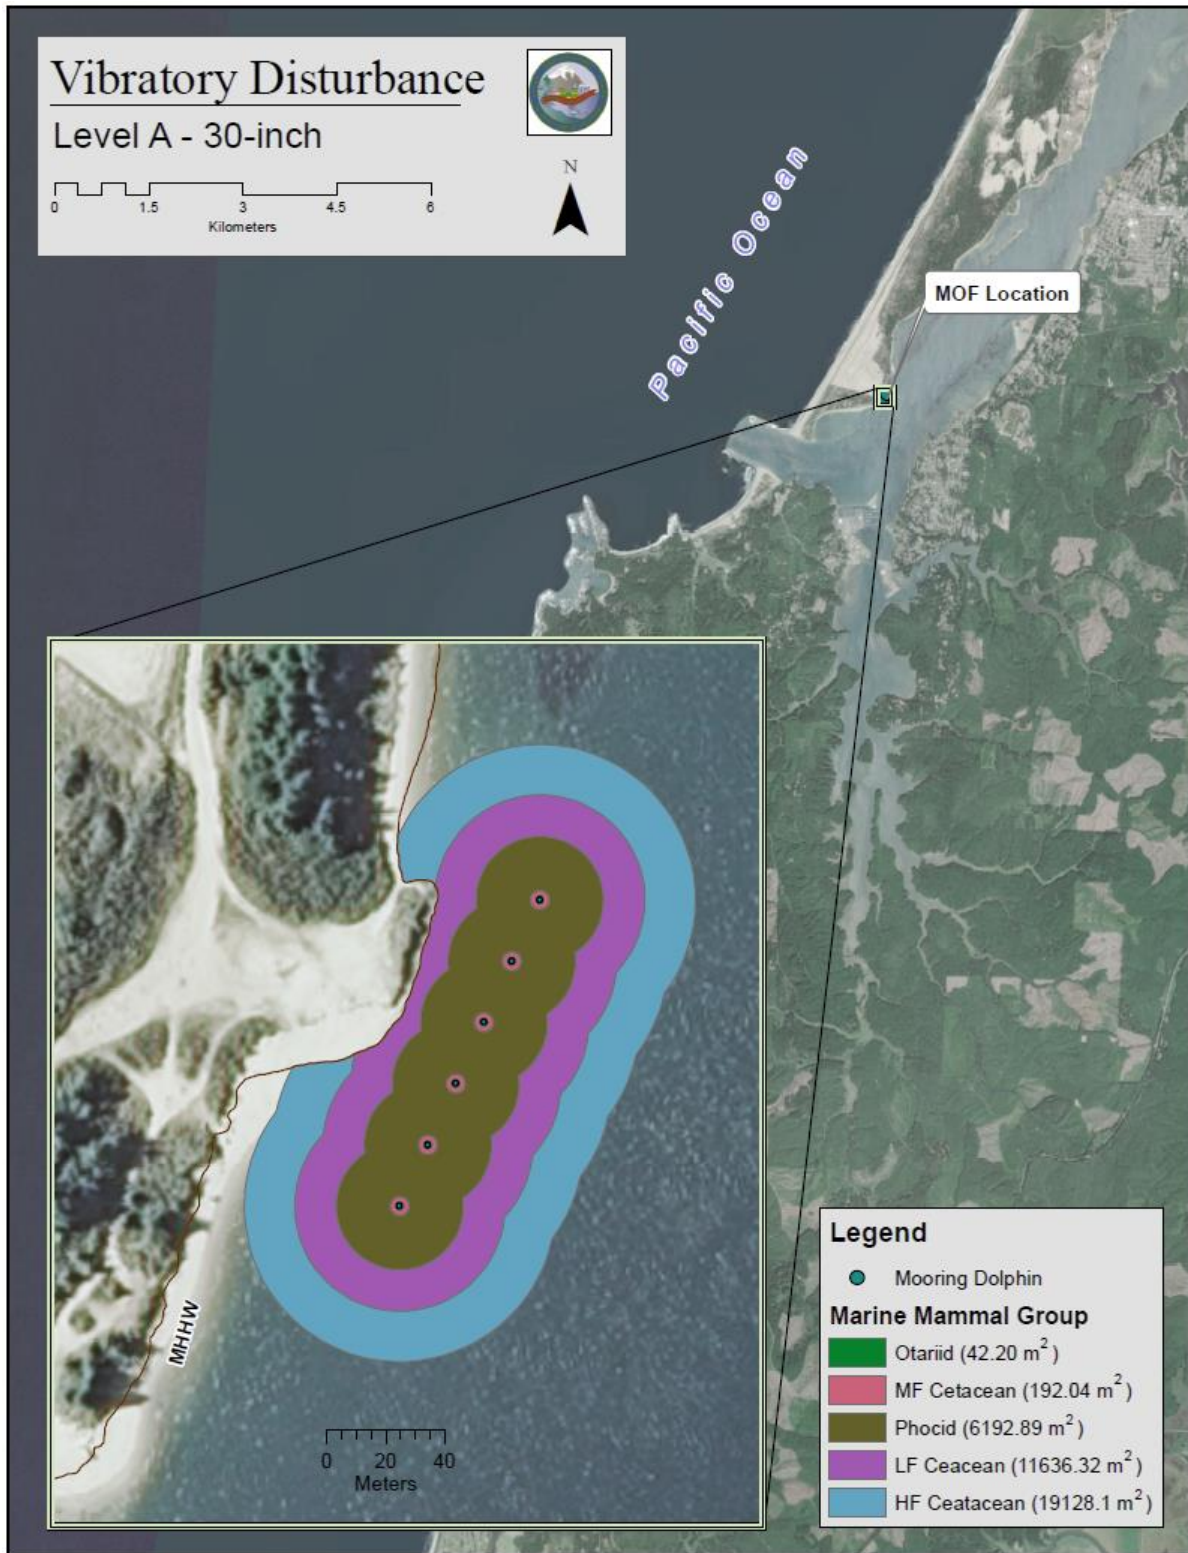 Vibratory Disturbance
Level A - 30-inch
N
0 1.5 3 4.5 6
Kilometers
Pacific Ocean
MOF Location
MHHW
0 20 40
Meters
Legend
Mooring Dolphin
Marine Mammal Group
Otariid (42.20 m²)
MF Cetacean (192.04 m²)
Phocid (6192.89 m²)
LF Ceacean (11636.32 m²)
HF Ceatacean (19128.1 m²)